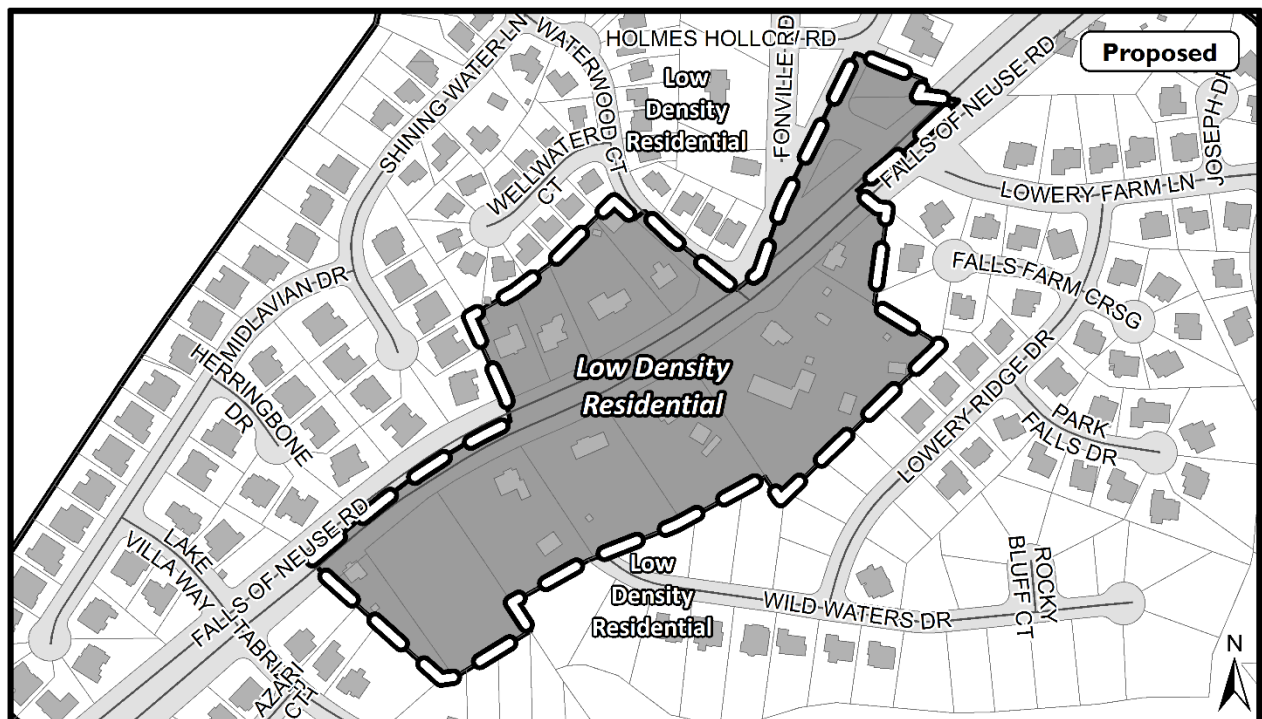 Proposed
HOLMES HOLLOW RD
WATERWOOD CT
SHINING WATER LN
FONVILLE RD
FALLS OF NEUSE RD
JOSEPH DR
Low
Density
Residential
WELLWATER
CT
LOWERY FARM LN
FALLS FARM CRSG
MIDLAVIAN DR
HERRINGBONE
DR
Low Density
Residential
LOWERY RIDGE DR
PARK
FALLS DR
LAKE
VILLA WAY
FALLS OF NEUSE RD
Low
Density
Residential
WILD WATERS DR
ROCKY
BLUFF CT
CT
N